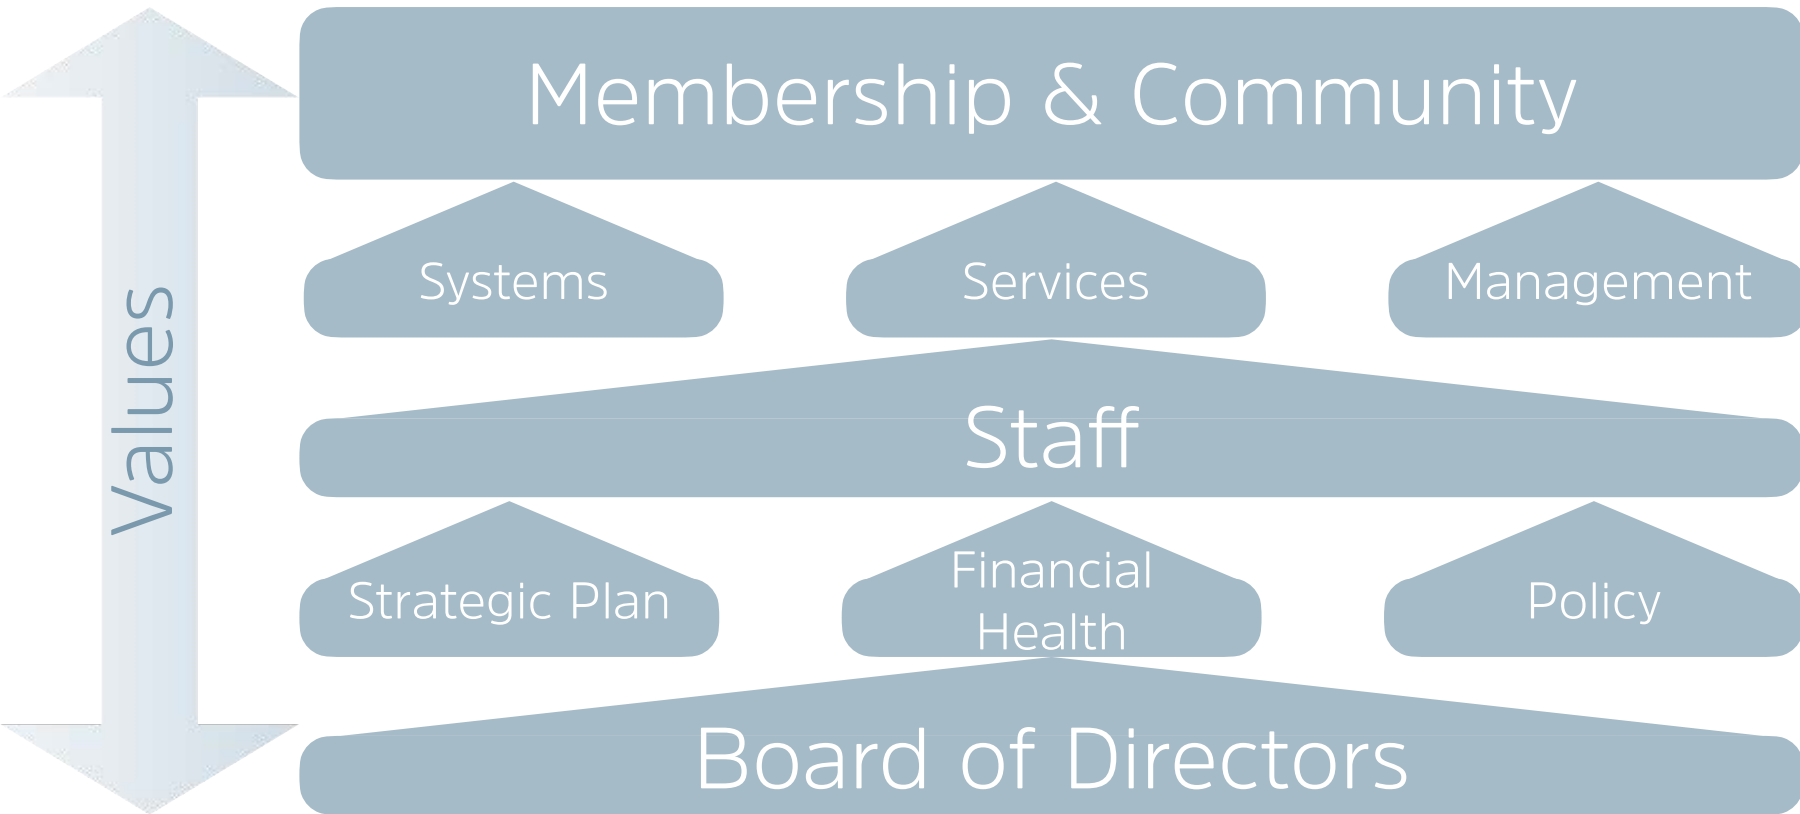 Membership & Community
Systems
Services
Management
Values
Staff
Strategic Plan
Financial
Health
Policy
Board of Directors